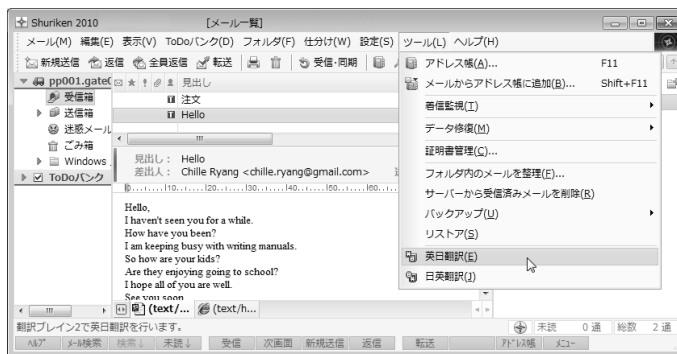 Shuriken 2010 [メール一覧]
メール(M) 編集(E) 表示(V) ToDoバンク(D) フォルダ(F) 仕分け(W) 設定(S) ツール(L) ヘルプ(H)
新規送信 返信 全員返信 転送 受信・同期
pp001.gate 見出し
受信箱 注文
送信箱 Hello
迷惑メール
ごみ箱
Windows
ToDoバンク
見出し： Hello
差出人： Chille Ryang <chille.ryang@gmail.com>
10 20 30 40 50 60
Hello,
I haven't seen you for a while.
How have you been?
I am keeping busy with writing manuals.
So how are your kids?
Are they enjoying going to school?
I hope all of you are well.
See you soon
(text/... (text/h...
アドレス帳(A)... F11
メールからアドレス帳に追加(B)... Shift+F11
着信監視(T)
データ修復(M)
証明書管理(C)...
フォルダ内のメールを整理(F)...
サーバーから受信済みメールを削除(R)
バックアップ(U)
リストア(S)
英日翻訳(E)
日英翻訳(J)
翻訳ブレイン2で英日翻訳を行います。 未読 0 通 総数 2 通
ﾍﾙﾌﾟ ﾒｰﾙ検索 検索↓ 未読↓ 受信 次画面 新規送信 返信 転送 ｱﾄﾞﾚｽ帳 ﾒﾆｭｰ